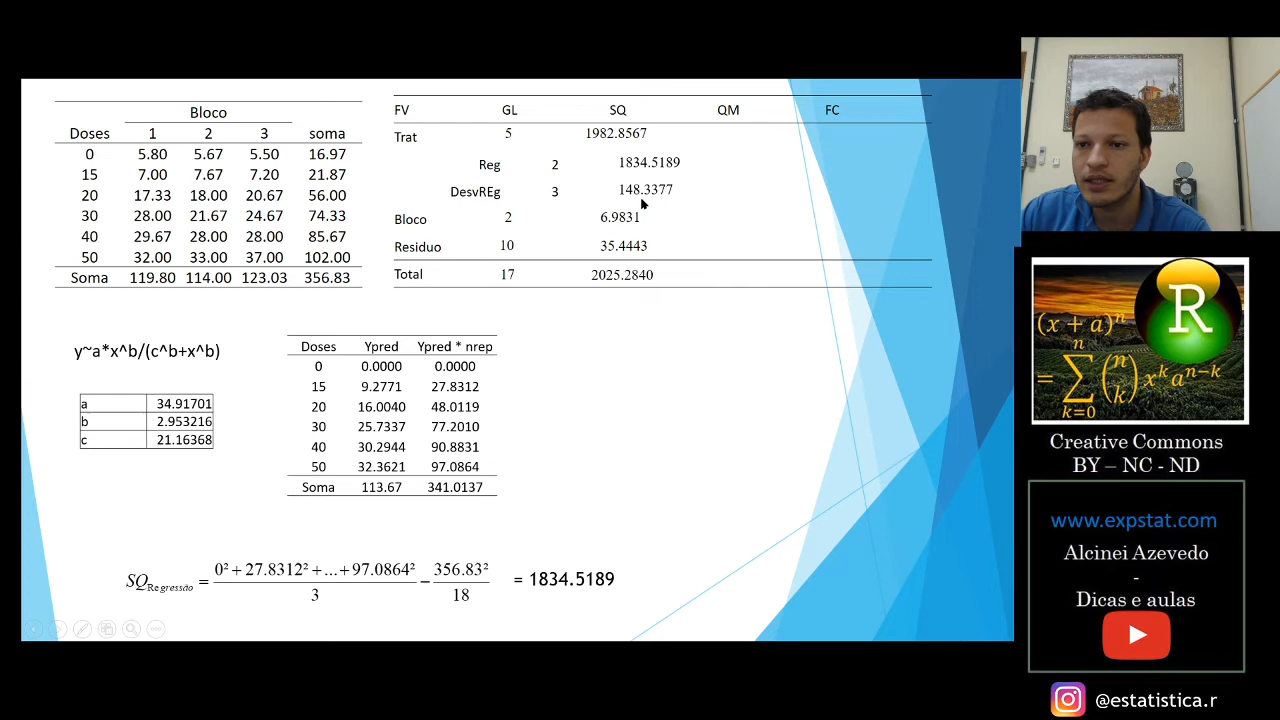 Bloco
Doses 1 2 3 soma
0 5.80 5.67 5.50 16.97
15 7.00 7.67 7.20 21.87
20 17.33 18.00 20.67 56.00
30 28.00 21.67 24.67 74.33
40 29.67 28.00 28.00 85.67
50 32.00 33.00 37.00 102.00
Soma 119.80 114.00 123.03 356.83
FV GL SQ QM FC
Trat 5 1982.8567
Reg 2 1834.5189
DesvREg 3 148.3377
Bloco 2 6.9831
Residuo 10 35.4443
Total 17 2025.2840
y~a*x^b/(c^b+x^b)
a 34.91701
b 2.953216
c 21.16368
Doses Ypred Ypred * nrep
0 0.0000 0.0000
15 9.2771 27.8312
20 16.0040 48.0119
30 25.7337 77.2010
40 30.2944 90.8831
50 32.3621 97.0864
Soma 113.67 341.0137
SQRegressão = (0²+27.8312²+...+97.0864²)/3 − 356.83²/18 = 1834.5189
R
(x + a)^n
= ∑_{k=0}^{n} (n k) x^k a^{n-k}
Creative Commons
BY – NC - ND
www.expstat.com
Alcinei Azevedo
-
Dicas e aulas
@estatistica.r